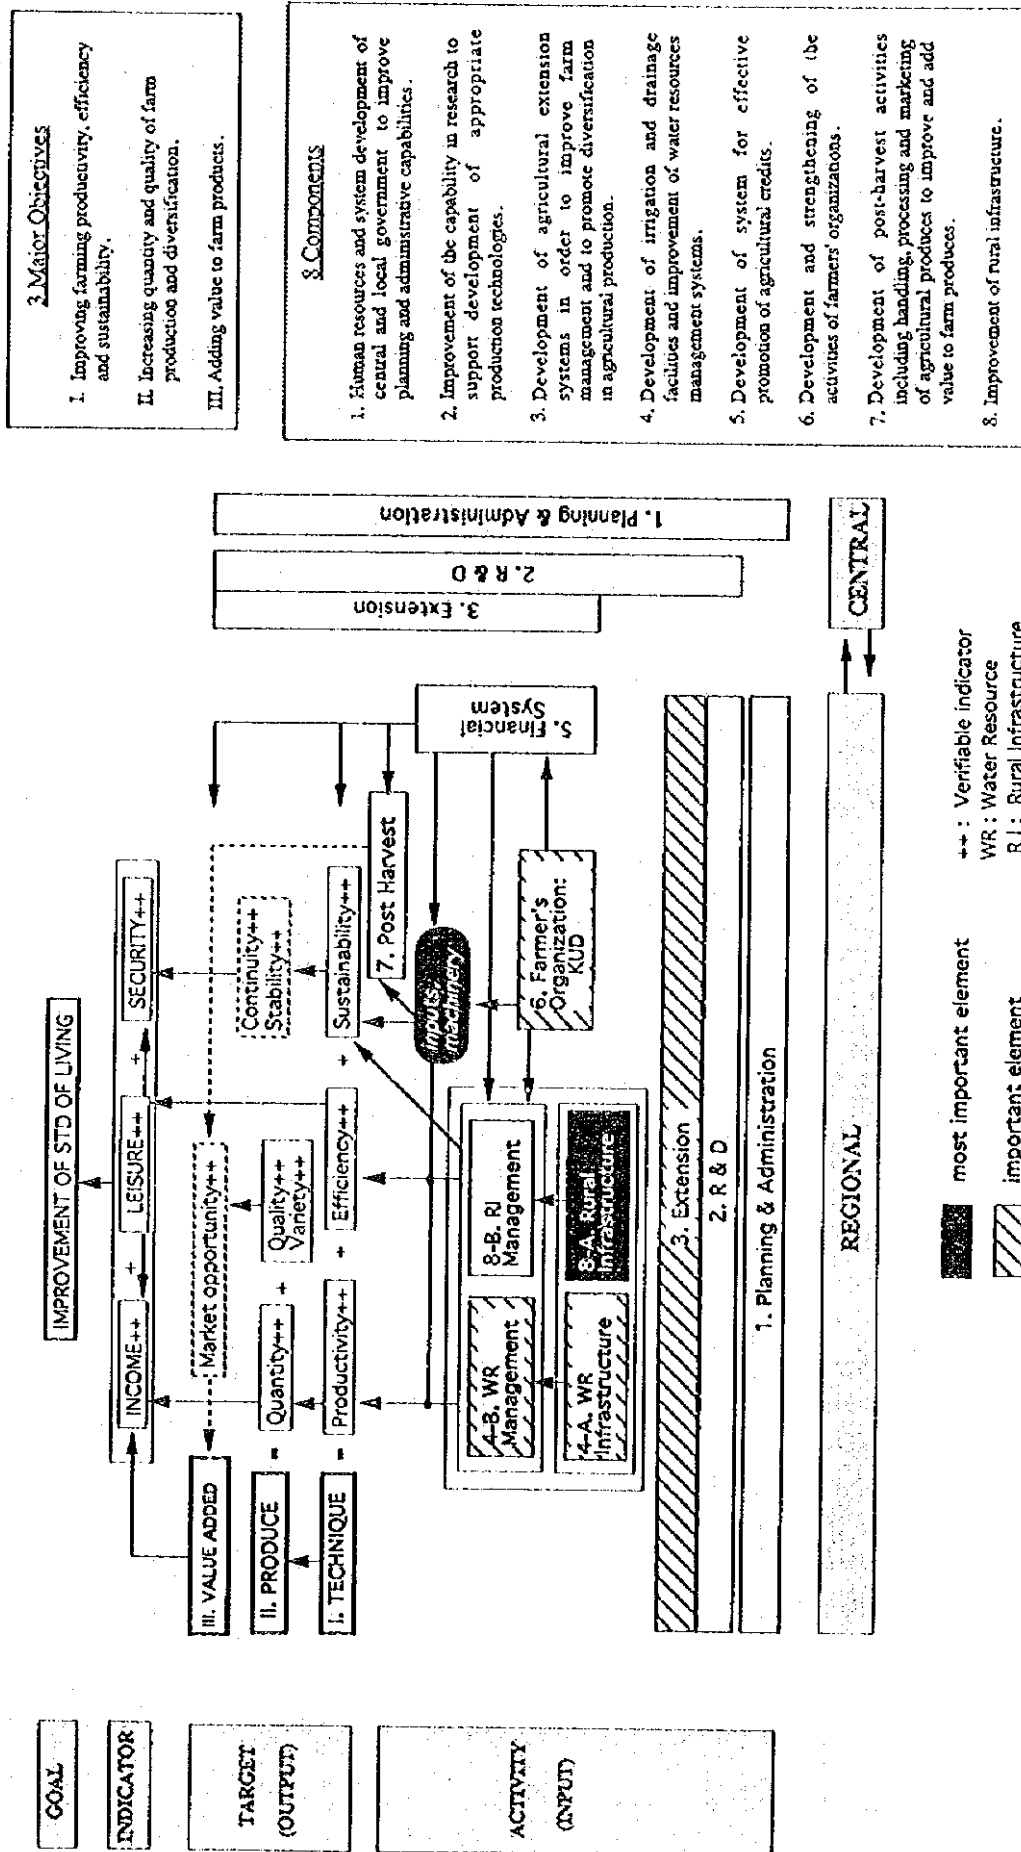 GOAL
INDICATOR
TARGET
(OUTPUT)
ACTIVITY
(INPUT)
IMPROVEMENT OF STD OF LIVING
INCOME++ + LEISURE++ + SECURITY++
III. VALUE ADDED
Market opportunity++
Continuity++
Stability++
II. PRODUCE = Quantity++ + Quality++
Variety++
I. TECHNIQUE = Productivity++ + Efficiency++ + Sustainability++
7. Post Harvest
Inputs,
machinery
5. Financial
System
4-B. WR
Management
8-B. RI
Management
4-A. WR
Infrastructure
8-A. Rural
Infrastructure
6. Farmer's
Organization:
KUD
3. Extension
2. R & D
1. Planning & Administration
3. Extension
2. R & D
1. Planning & Administration
REGIONAL
CENTRAL
most important element
important element
++ : Verifiable indicator
WR : Water Resource
R I : Rural Infrastructure
3 Major Objectives
I. Improving farming productivity, efficiency
and sustainability.
II. Increasing quantity and quality of farm
production and diversification.
III. Adding value to farm products.
8 Components
1. Human resources and system development of
central and local government to improve
planning and administrative capabilities.
2. Improvement of the capability in research to
support development of appropriate
production technologies.
3. Development of agricultural extension
systems in order to improve farm
management and to promote diversification
in agricultural production.
4. Development of irrigation and drainage
facilities and improvement of water resources
management systems.
5. Development of system for effective
promotion of agricultural credits.
6. Development and strengthening of the
activities of farmers' organizations.
7. Development of post-harvest activities
including handling, processing and marketing
of agricultural produces to improve and add
value to farm produces.
8. Improvement of rural infrastructure.